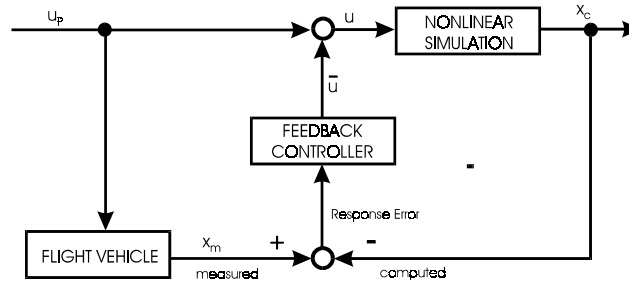 u_p
u
NONLINEAR
SIMULATION
x_c
ū
FEEDBACK
CONTROLLER
-
Response Error
FLIGHT VEHICLE
x_m
+
-
measured
computed